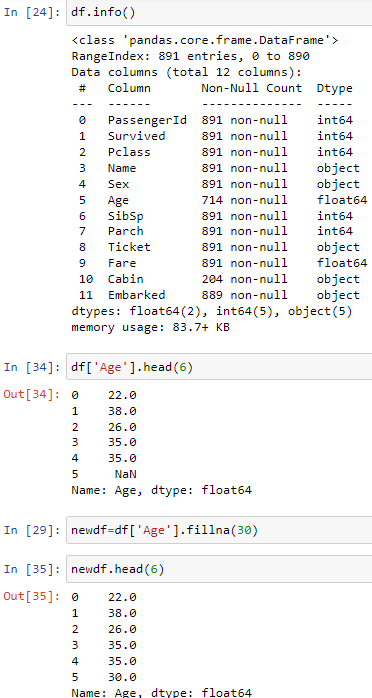 In [24]: df.info()
<class 'pandas.core.frame.DataFrame'>
RangeIndex: 891 entries, 0 to 890
Data columns (total 12 columns):
 #   Column       Non-Null Count  Dtype
---  ------       --------------  -----
 0   PassengerId  891 non-null    int64
 1   Survived     891 non-null    int64
 2   Pclass       891 non-null    int64
 3   Name         891 non-null    object
 4   Sex          891 non-null    object
 5   Age          714 non-null    float64
 6   SibSp        891 non-null    int64
 7   Parch        891 non-null    int64
 8   Ticket       891 non-null    object
 9   Fare         891 non-null    float64
 10  Cabin        204 non-null    object
 11  Embarked     889 non-null    object
dtypes: float64(2), int64(5), object(5)
memory usage: 83.7+ KB
In [34]: df['Age'].head(6)
Out[34]: 0    22.0
1    38.0
2    26.0
3    35.0
4    35.0
5     NaN
Name: Age, dtype: float64
In [29]: newdf=df['Age'].fillna(30)
In [35]: newdf.head(6)
Out[35]: 0    22.0
1    38.0
2    26.0
3    35.0
4    35.0
5    30.0
Name: Age, dtype: float64